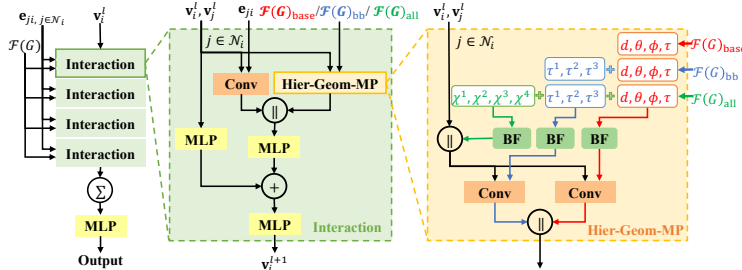 e_{ji}, j∈𝒩_i
v_i^l
ℱ(G)
Interaction
Interaction
Interaction
Interaction
Σ
MLP
Output
v_i^l, v_j^l
e_{ji}
ℱ(G)_base/ℱ(G)_bb/ℱ(G)_all
j ∈ 𝒩_i
Conv
Hier-Geom-MP
||
MLP
MLP
+
MLP
Interaction
v_i^{l+1}
v_i^l, v_j^l
j ∈ 𝒩_i
d, θ, ϕ, τ
ℱ(G)_base
τ^1, τ^2, τ^3 + d, θ, ϕ, τ
ℱ(G)_bb
χ^1, χ^2, χ^3, χ^4 + τ^1, τ^2, τ^3 + d, θ, ϕ, τ
ℱ(G)_all
||
BF
BF
BF
Conv
Conv
||
Hier-Geom-MP